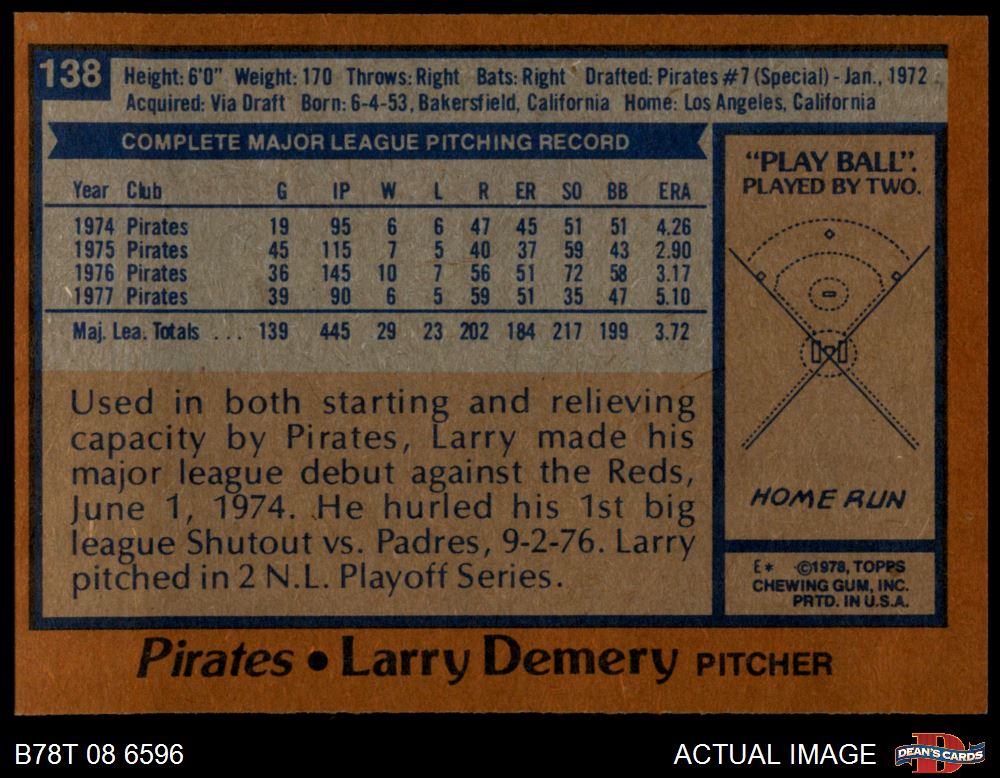 138
Height: 6'0" Weight: 170 Throws: Right Bats: Right Drafted: Pirates #7 (Special) - Jan., 1972
Acquired: Via Draft Born: 6-4-53, Bakersfield, California Home: Los Angeles, California
COMPLETE MAJOR LEAGUE PITCHING RECORD
Year Club G IP W L R ER SO BB ERA
1974 Pirates 19 95 6 6 47 45 51 51 4.26
1975 Pirates 45 115 7 5 40 37 59 43 2.90
1976 Pirates 36 145 10 7 56 51 72 58 3.17
1977 Pirates 39 90 6 5 59 51 35 47 5.10
Maj. Lea. Totals ... 139 445 29 23 202 184 217 199 3.72
Used in both starting and relieving
capacity by Pirates, Larry made his
major league debut against the Reds,
June 1, 1974. He hurled his 1st big
league Shutout vs. Padres, 9-2-76. Larry
pitched in 2 N.L. Playoff Series.
"PLAY BALL".
PLAYED BY TWO.
HOME RUN
E* ©1978, TOPPS
CHEWING GUM, INC.
PRTD. IN U.S.A.
Pirates • Larry Demery PITCHER
B78T 08 6596
ACTUAL IMAGE
DEAN'S CARDS